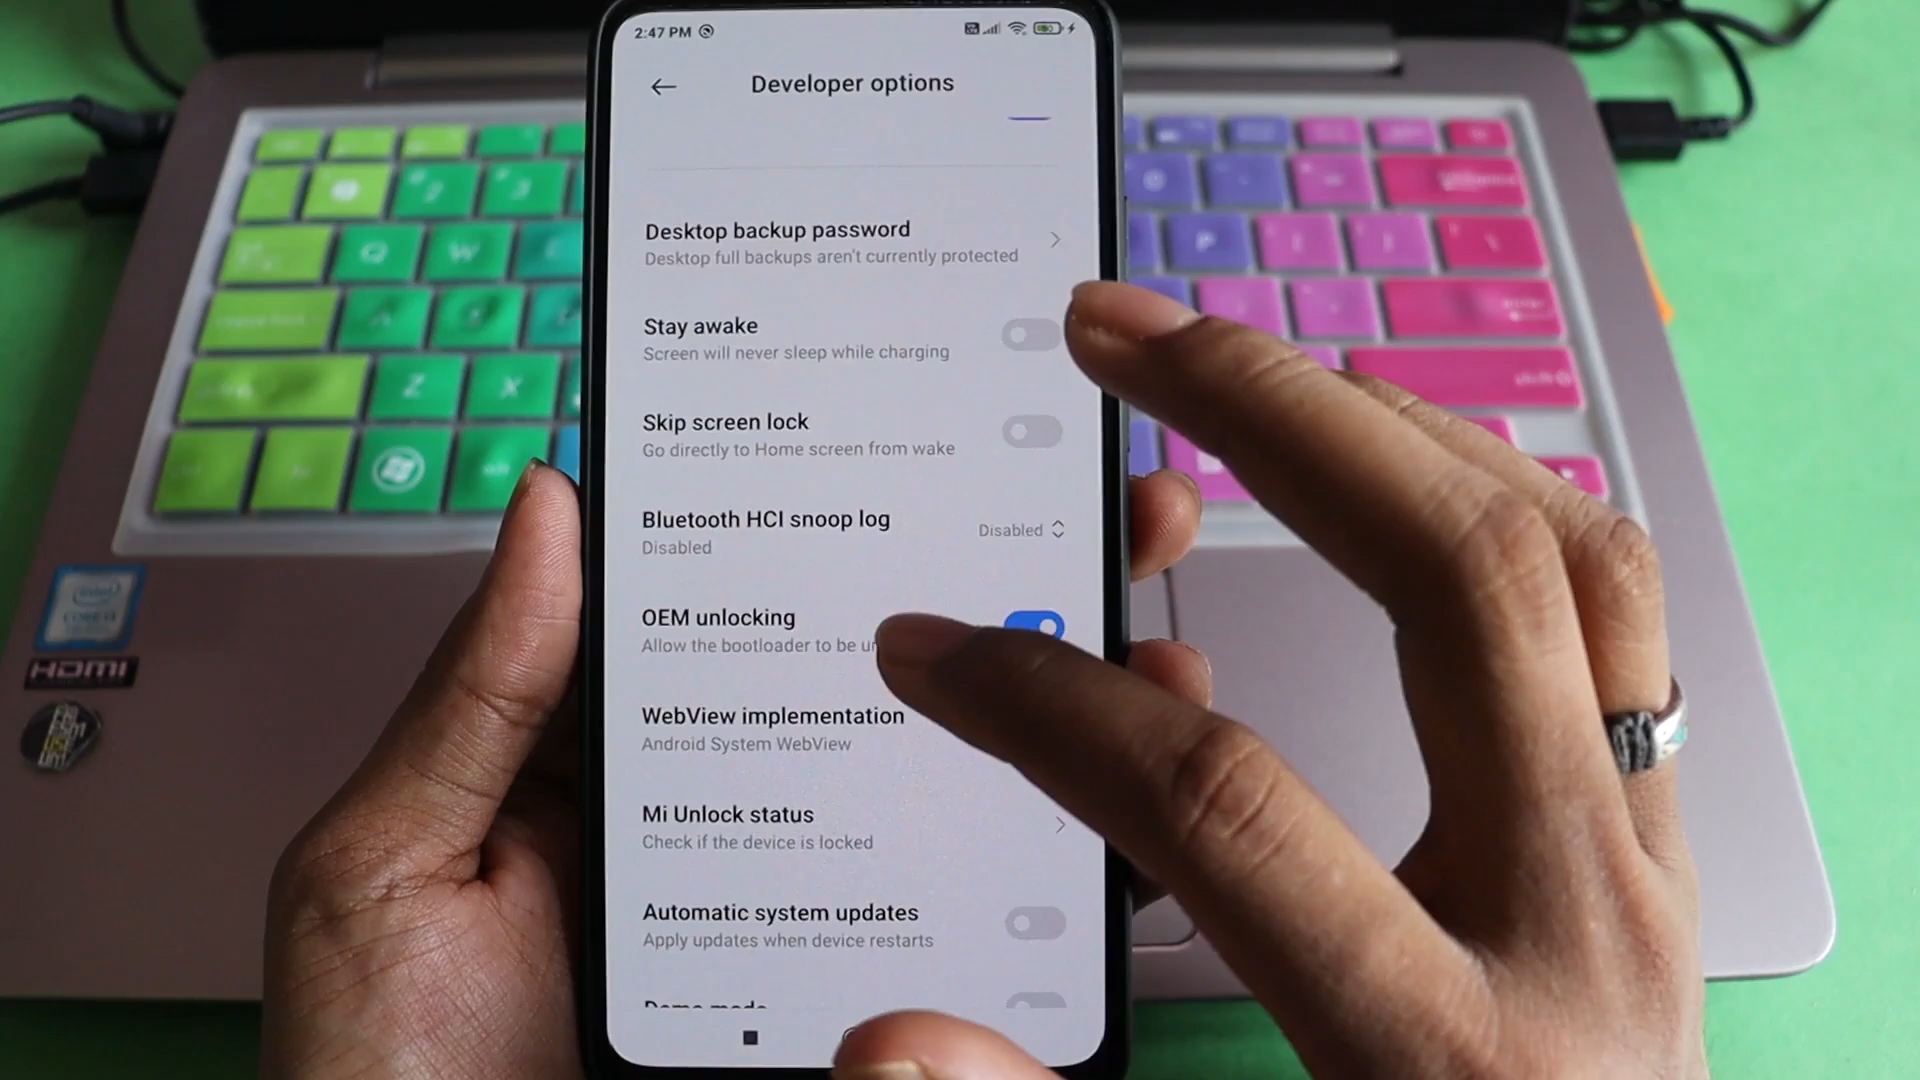 2:47 PM
Developer options
Desktop backup password
Desktop full backups aren't currently protected
Stay awake
Screen will never sleep while charging
Skip screen lock
Go directly to Home screen from wake
Bluetooth HCI snoop log
Disabled
Disabled
OEM unlocking
Allow the bootloader to be
WebView implementation
Android System WebView
Mi Unlock status
Check if the device is locked
Automatic system updates
Apply updates when device restarts
2
3
Q
W
P
Z
X
intel
HDMI